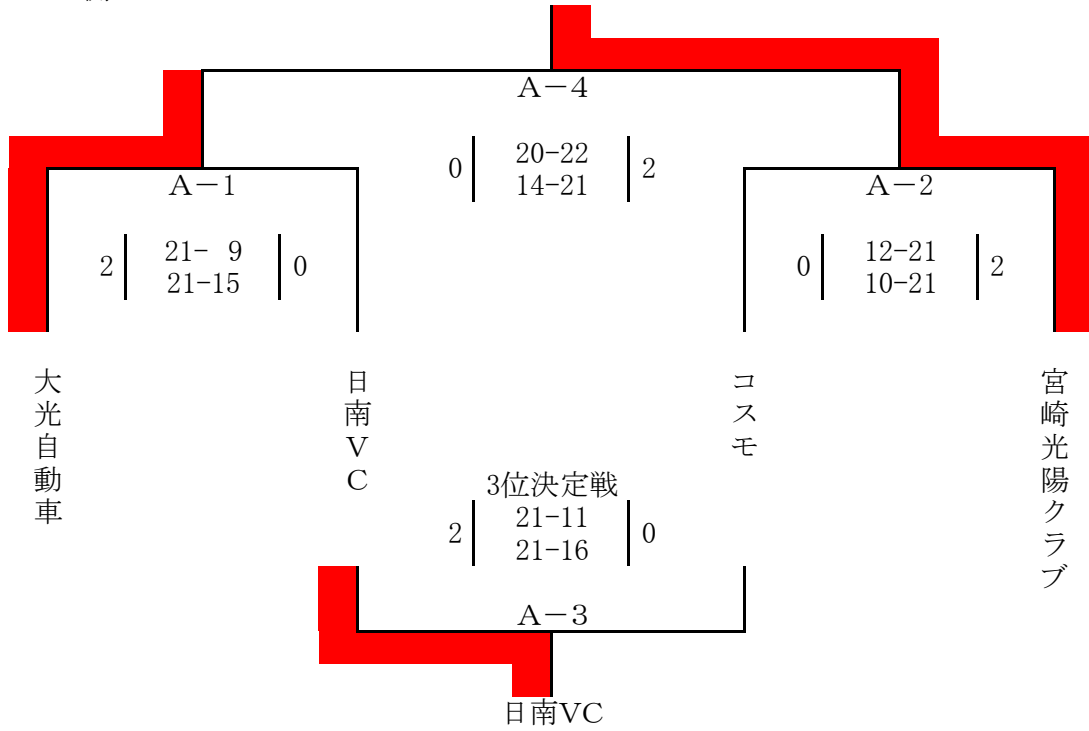 A-4
0 20-22 2
14-21
A-1
2 21- 9 0
21-15
A-2
0 12-21 2
10-21
大光自動車
日南VC
コスモ
宮崎光陽クラブ
3位決定戦
2 21-11 0
21-16
A-3
日南VC